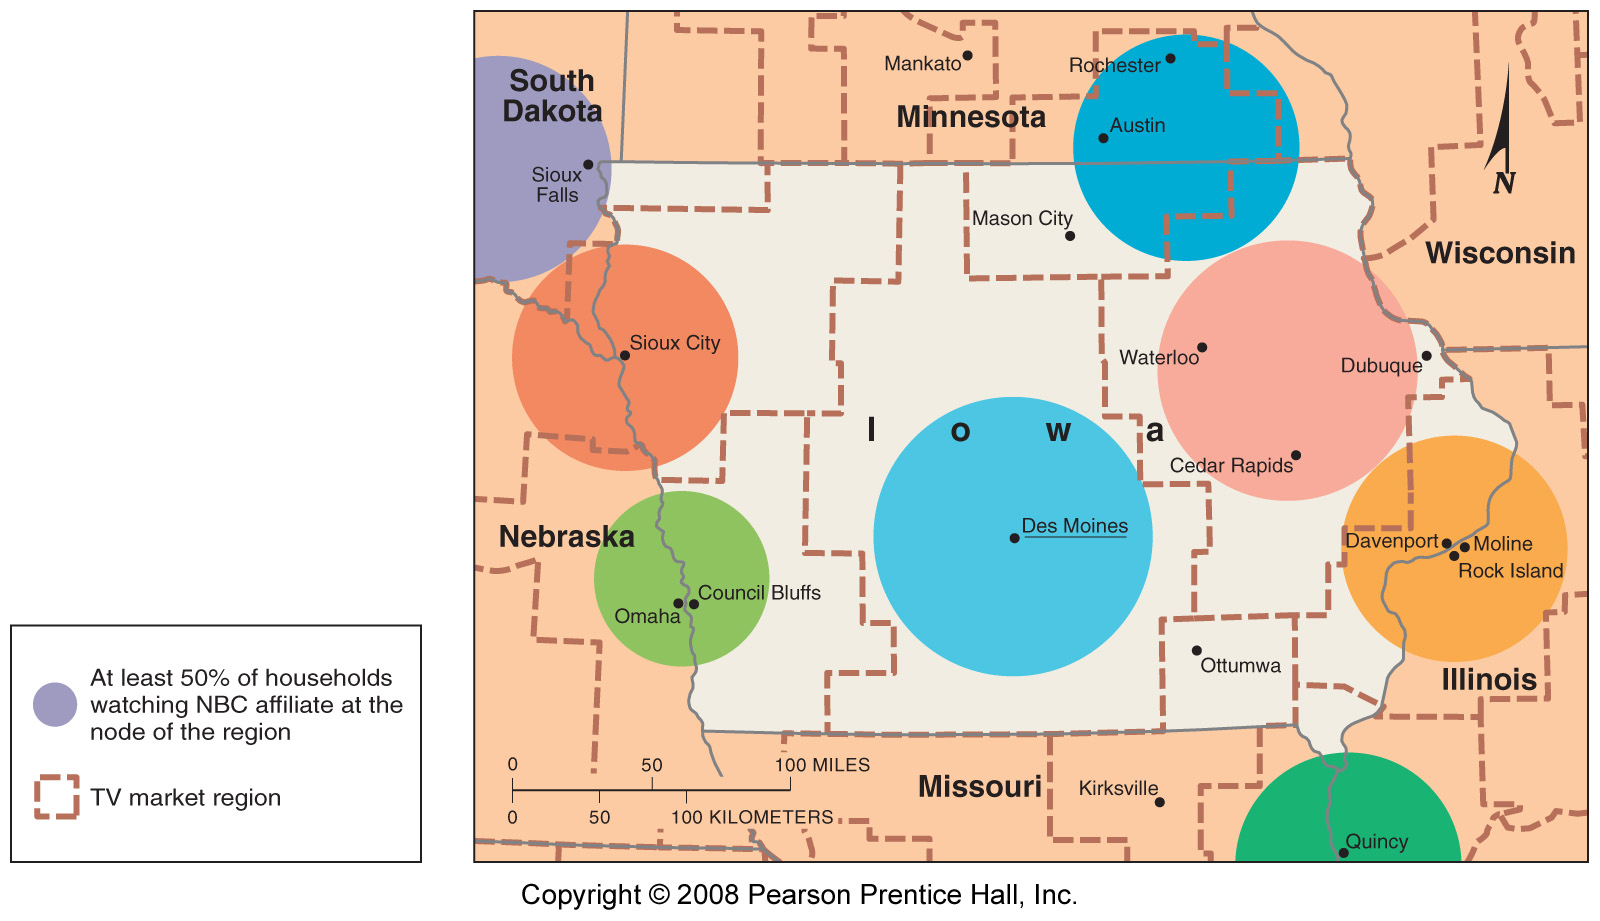 South
Dakota
Mankato
Rochester
Minnesota
Austin
Sioux
Falls
N
Mason City
Wisconsin
Sioux City
Waterloo
Dubuque
I o w a
Cedar Rapids
Des Moines
Nebraska
Davenport
Moline
Rock Island
Council Bluffs
Omaha
Ottumwa
Illinois
At least 50% of households
watching NBC affiliate at the
node of the region
TV market region
0 50 100 MILES
0 50 100 KILOMETERS
Missouri
Kirksville
Quincy
Copyright © 2008 Pearson Prentice Hall, Inc.